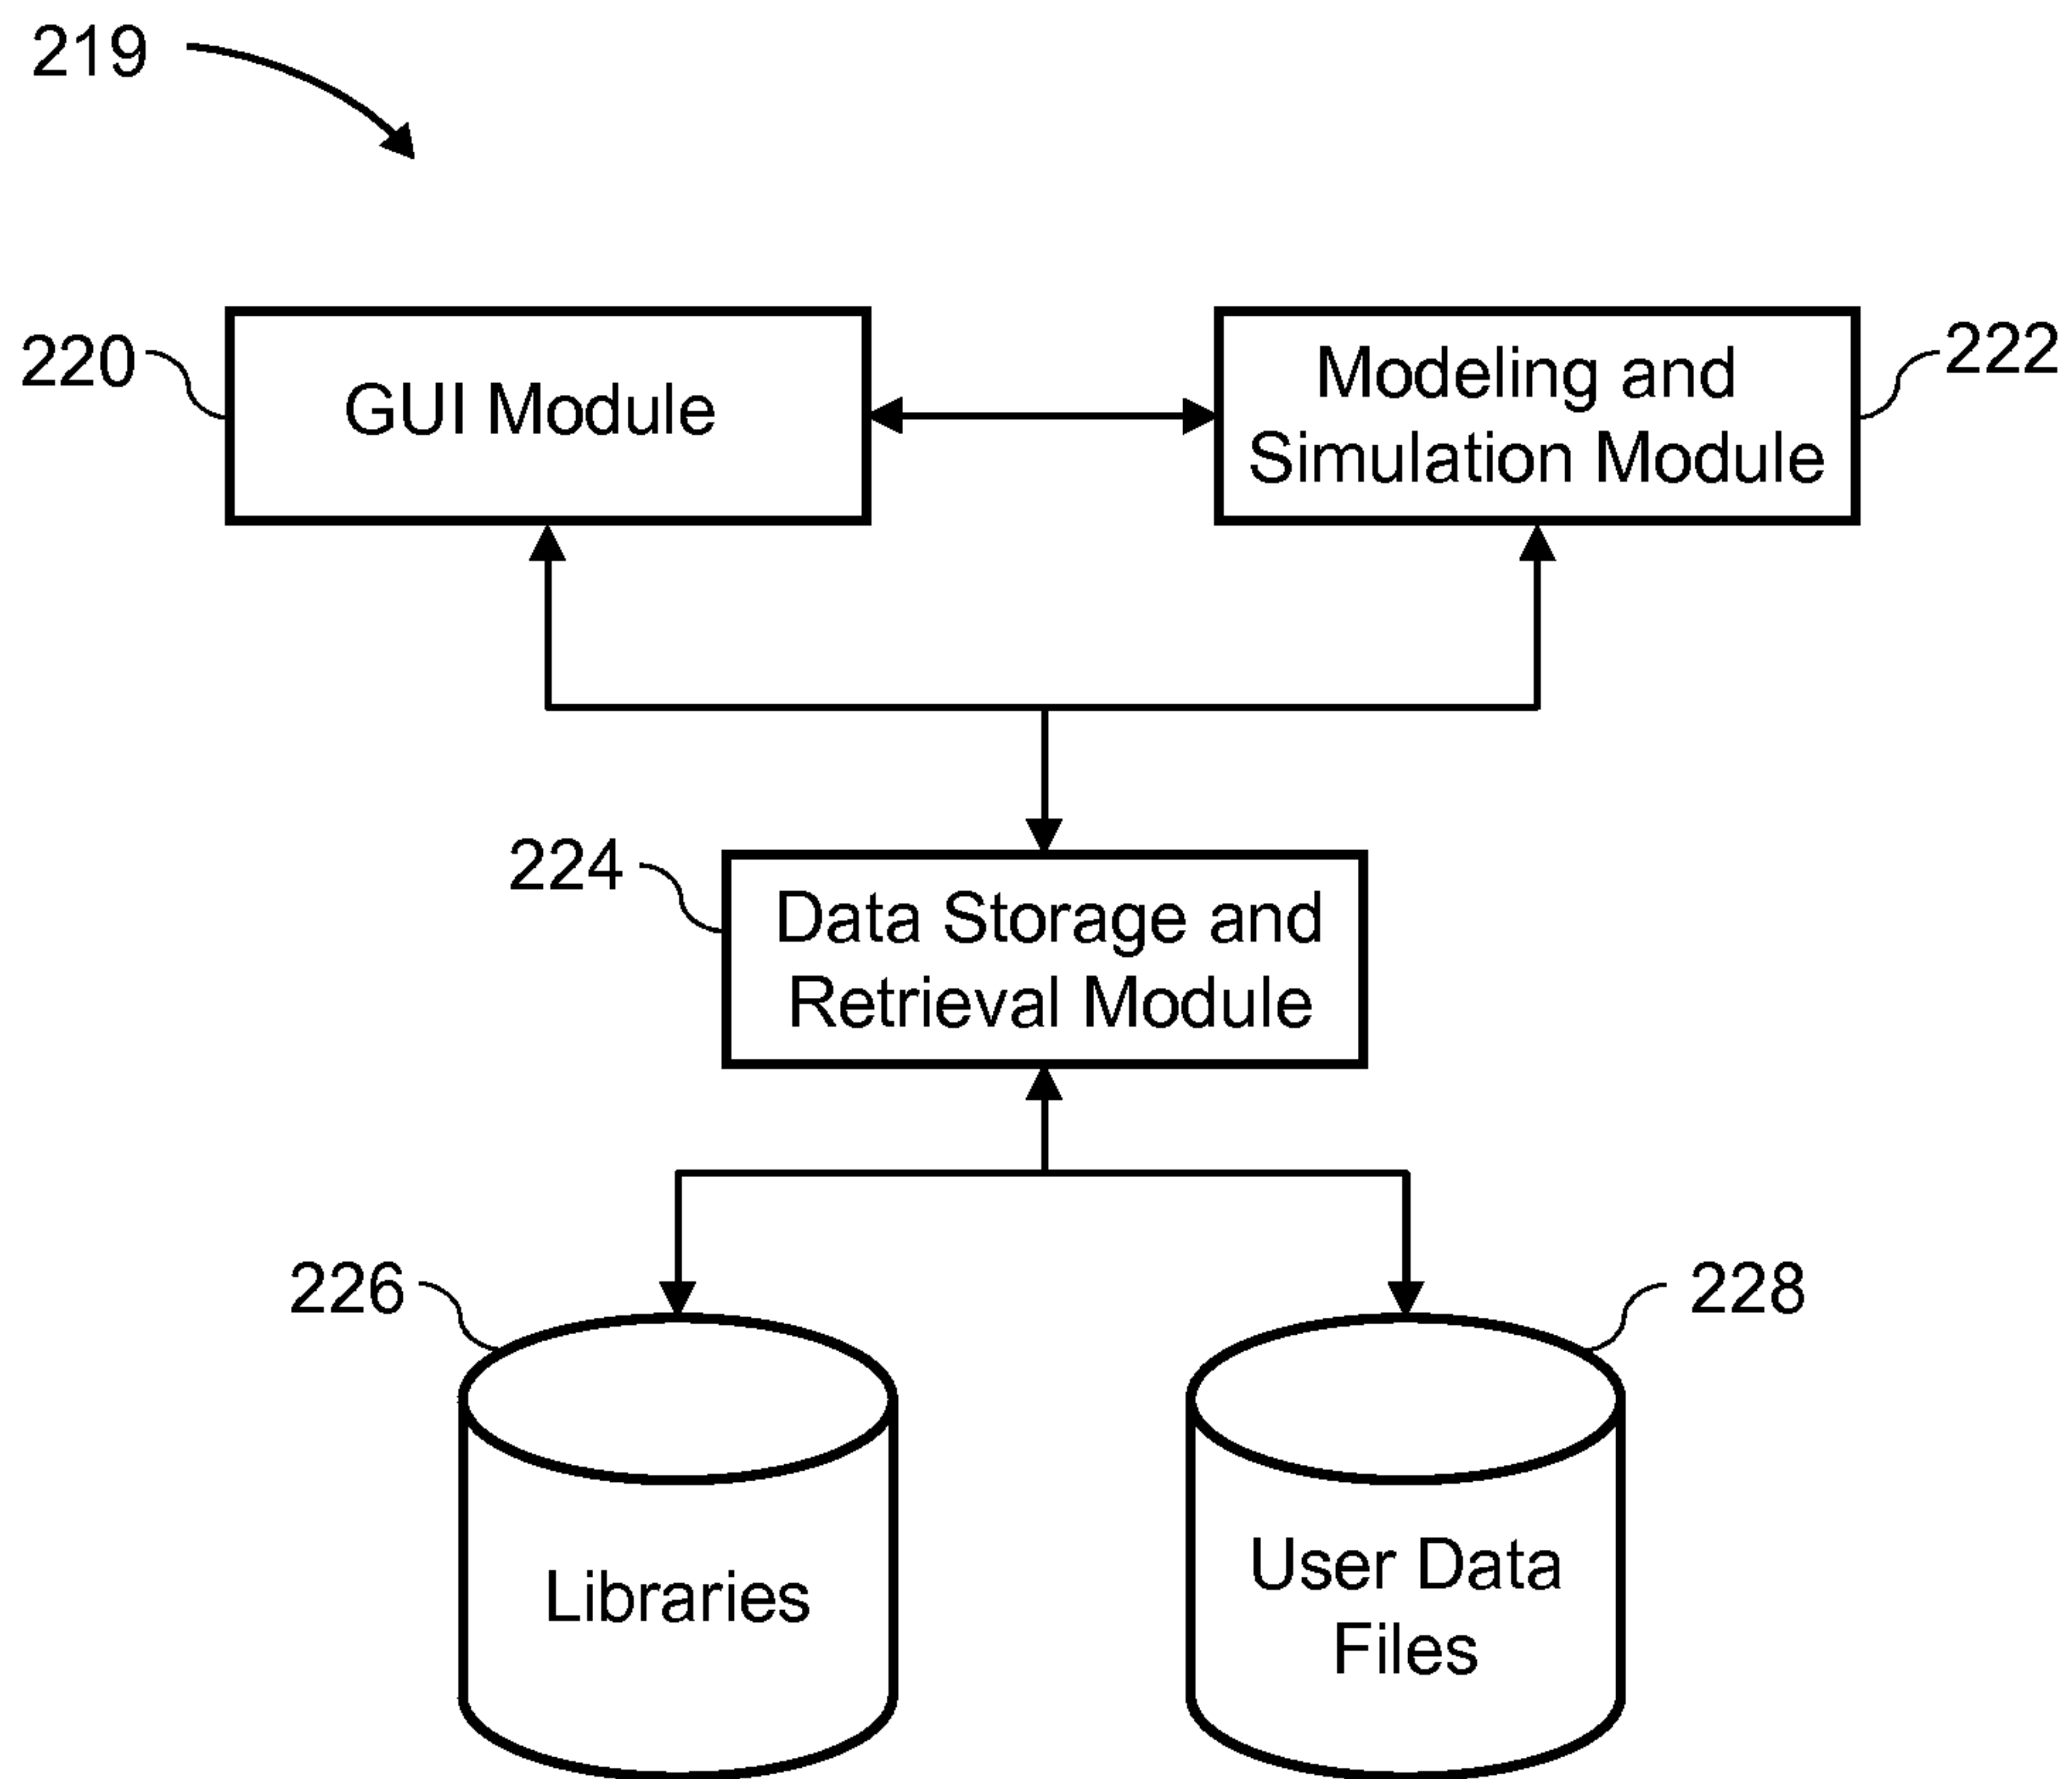 219
220
GUI Module
Modeling and
Simulation Module
222
224
Data Storage and
Retrieval Module
226
Libraries
228
User Data
Files